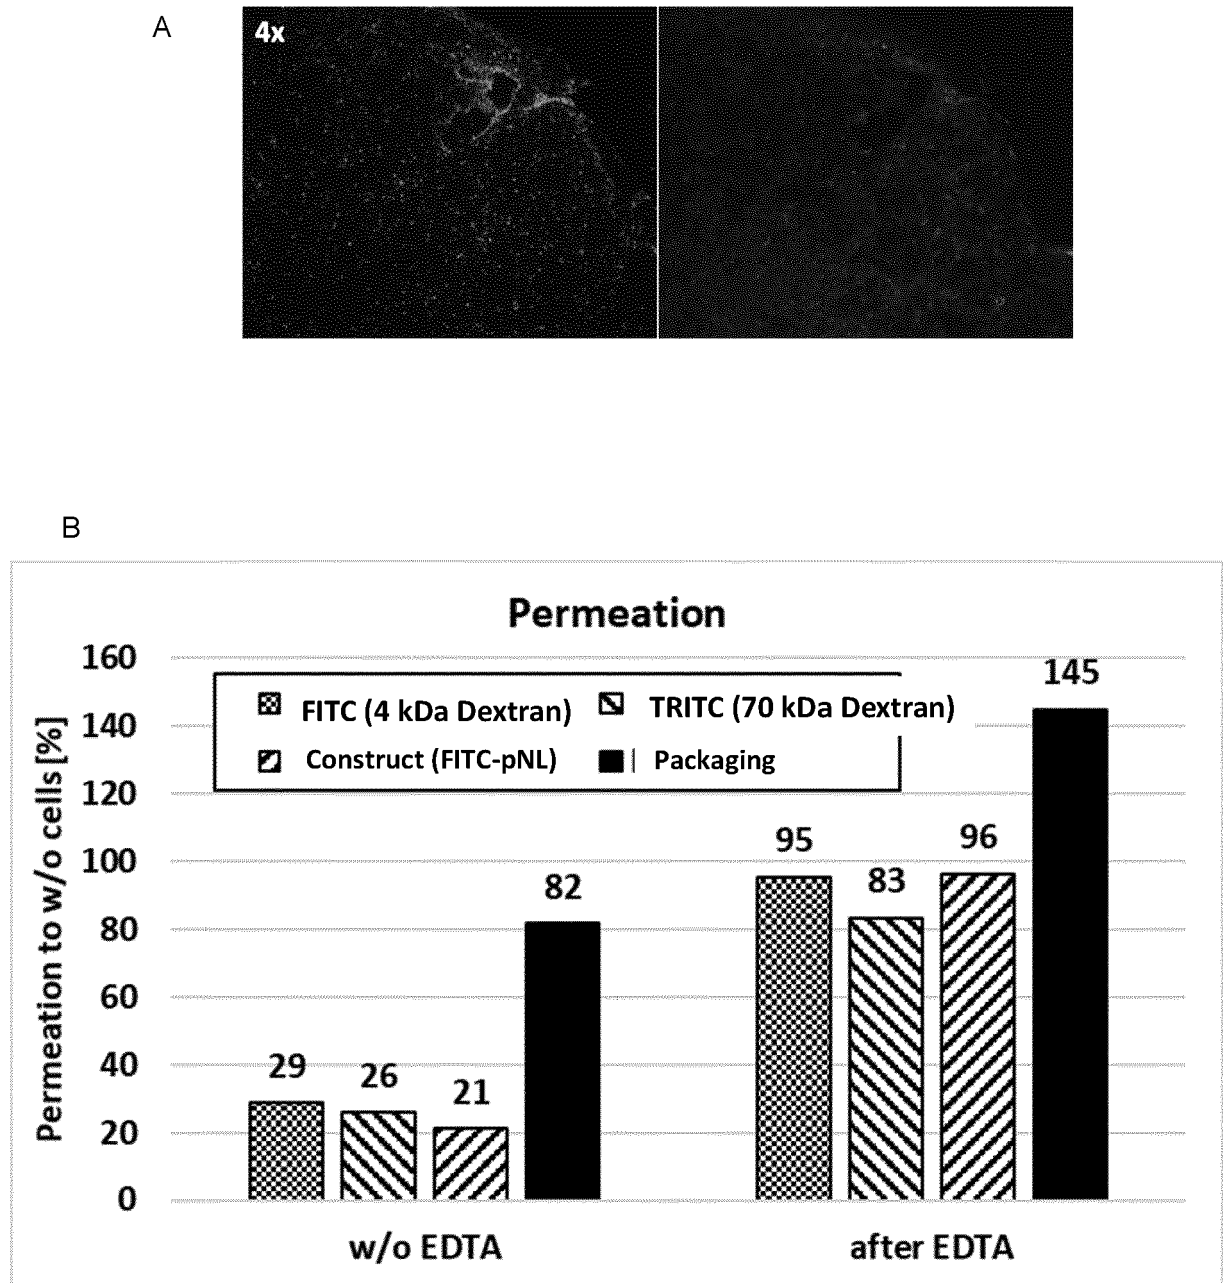 A
4x
B
Permeation
Permeation to w/o cells [%]
160
140
120
100
80
60
40
20
0
FITC (4 kDa Dextran)
TRITC (70 kDa Dextran)
Construct (FITC-pNL)
Packaging
29
26
21
82
95
83
96
145
w/o EDTA
after EDTA